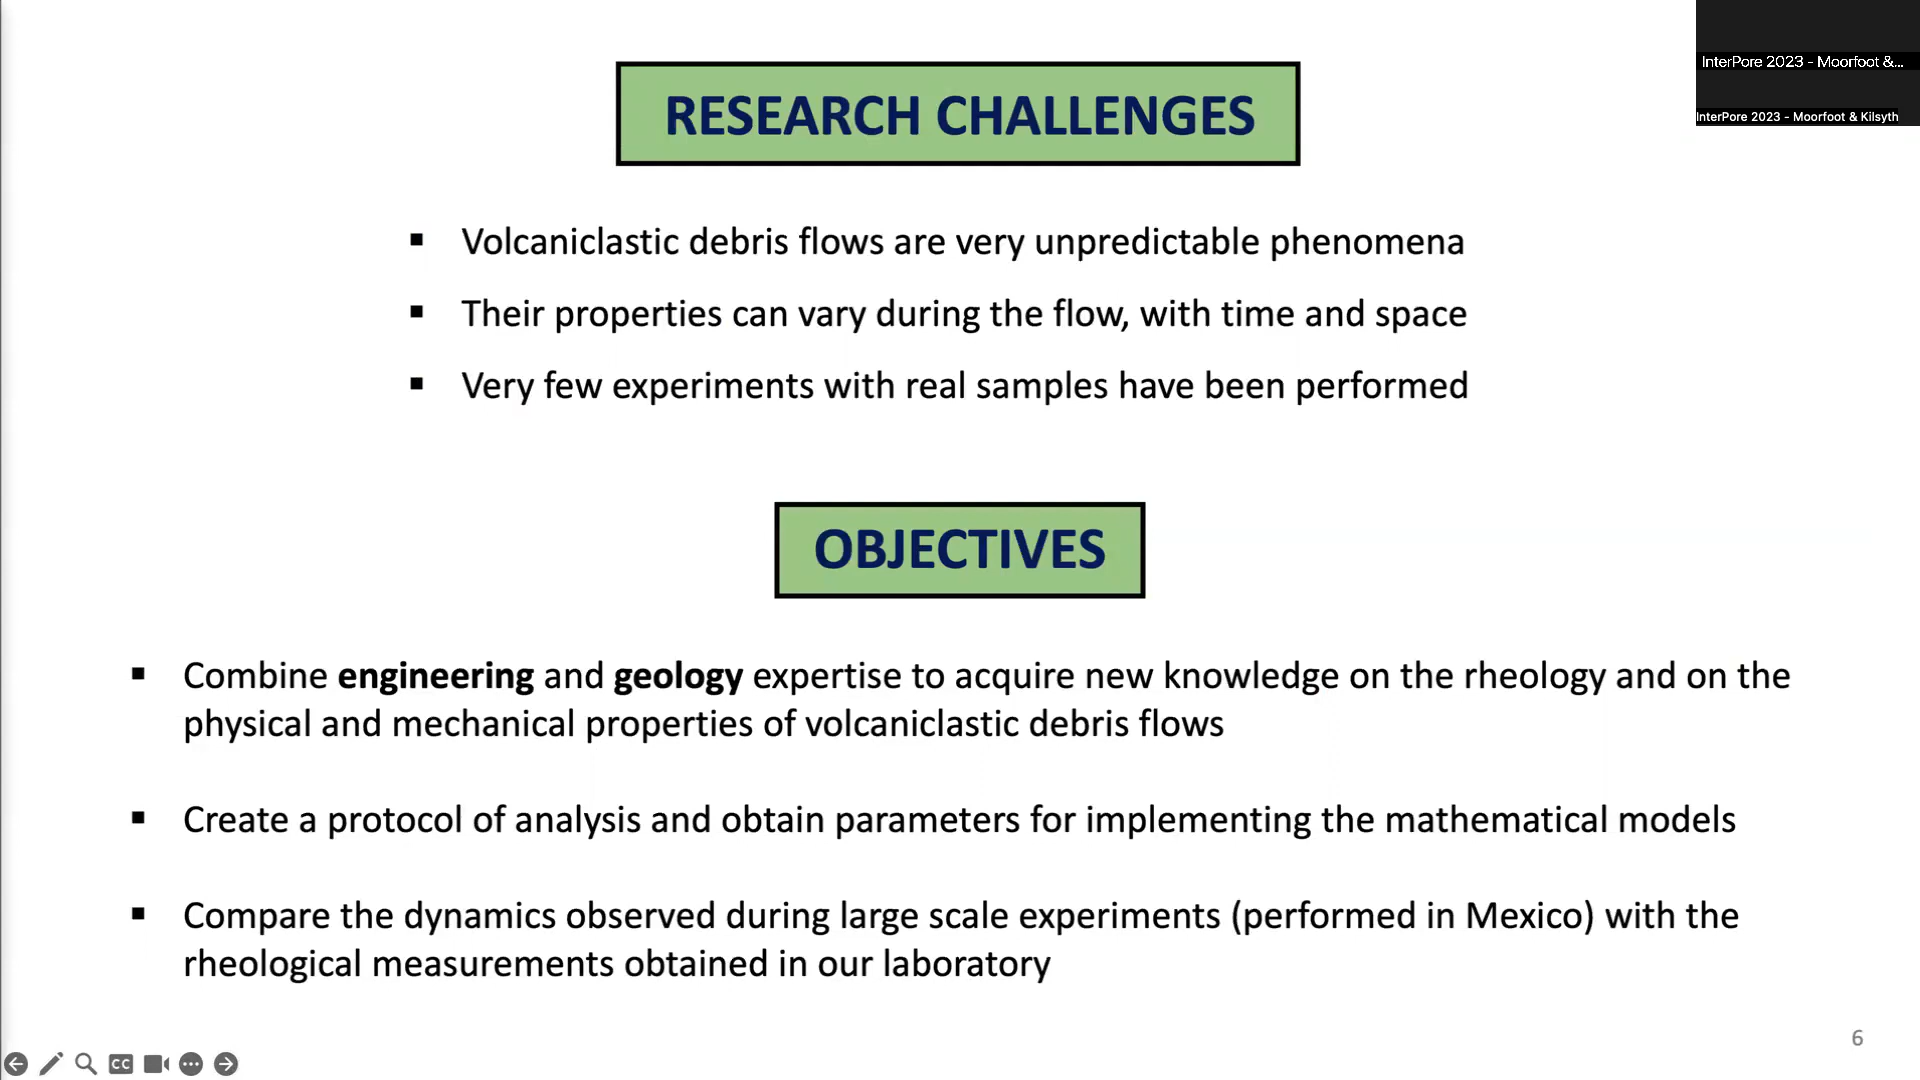 InterPore 2023 - Moorfoot &...
InterPore 2023 - Moorfoot & Kilsyth
RESEARCH CHALLENGES
▪ Volcaniclastic debris flows are very unpredictable phenomena
▪ Their properties can vary during the flow, with time and space
▪ Very few experiments with real samples have been performed
OBJECTIVES
▪ Combine engineering and geology expertise to acquire new knowledge on the rheology and on the
physical and mechanical properties of volcaniclastic debris flows
▪ Create a protocol of analysis and obtain parameters for implementing the mathematical models
▪ Compare the dynamics observed during large scale experiments (performed in Mexico) with the
rheological measurements obtained in our laboratory
6
CC